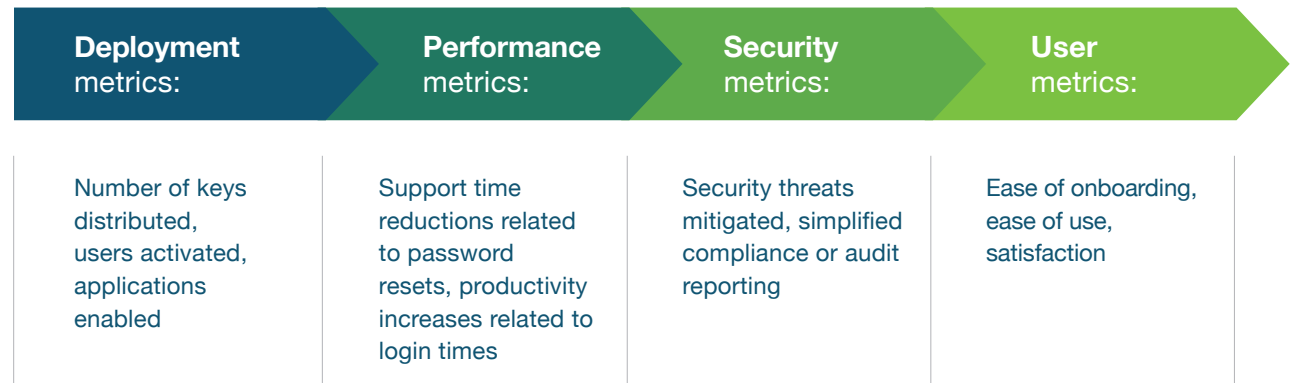 Deployment
metrics:
Performance
metrics:
Security
metrics:
User
metrics:
Number of keys
distributed,
users activated,
applications
enabled
Support time
reductions related
to password
resets, productivity
increases related to
login times
Security threats
mitigated, simplified
compliance or audit
reporting
Ease of onboarding,
ease of use,
satisfaction